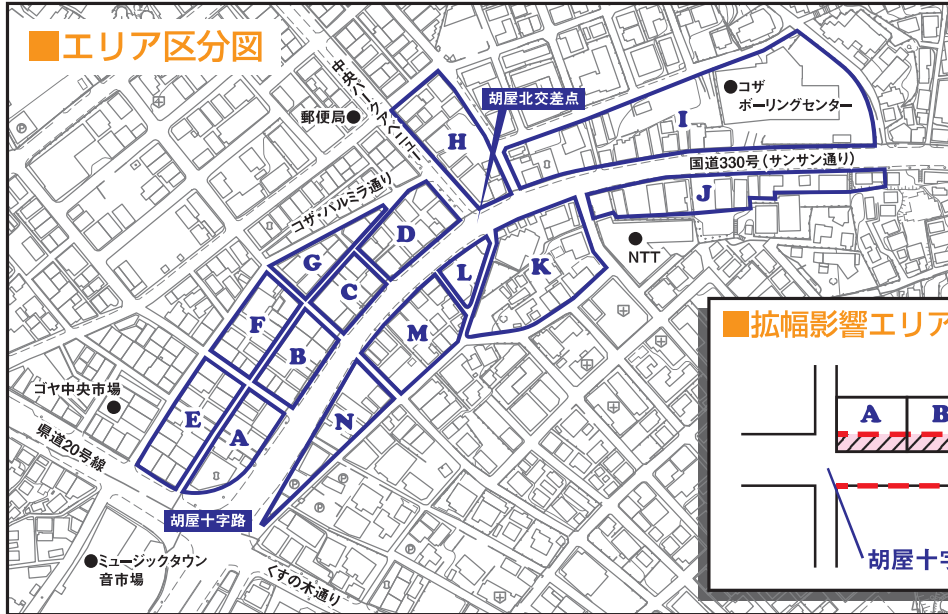 ■エリア区分図
中央パークアベニュー
郵便局
胡屋北交差点
コザ
ボーリングセンター
H
I
国道330号(サンサン通り)
コザ・パルミラ通り
J
D
G
L
K
NTT
C
F
M
B
■拡幅影響エリア
ゴヤ中央市場
E
A
N
A
B
県道20号線
胡屋十字路
ミュージックタウン
音市場
くすの木通り
胡屋十字